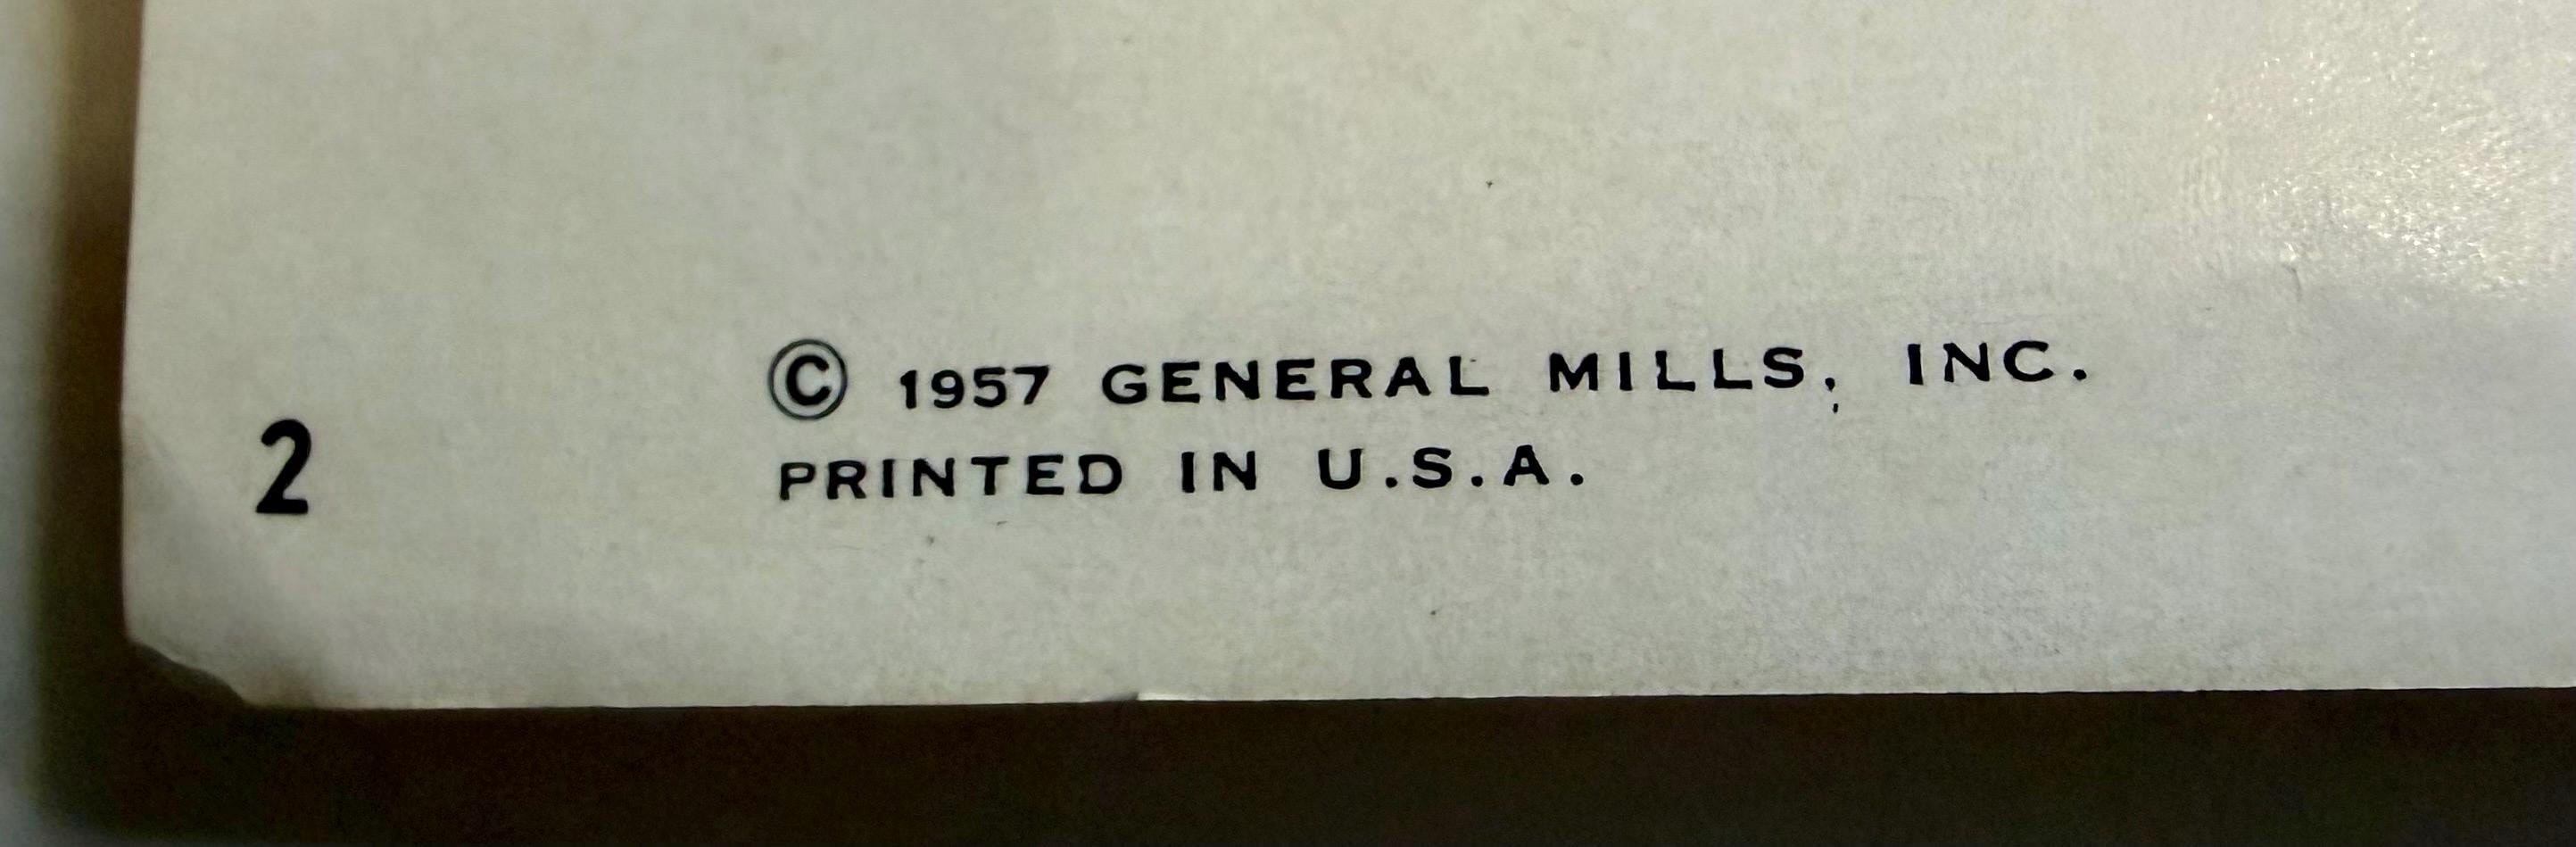 © 1957 GENERAL MILLS, INC.
PRINTED IN U.S.A.
2